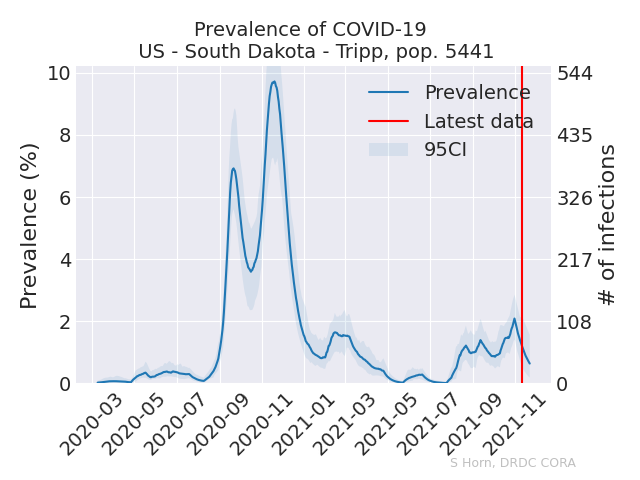 Prevalence of COVID-19
US - South Dakota - Tripp, pop. 5441
Prevalence (%)
10
8
6
4
2
0
Prevalence
Latest data
95CI
544
435
326
217
108
0
# of infections
2020-03
2020-05
2020-07
2020-09
2020-11
2021-01
2021-03
2021-05
2021-07
2021-09
2021-11
S Horn, DRDC CORA